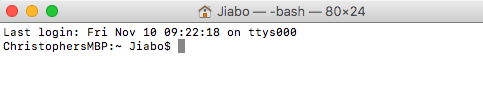 Jiabo — -bash — 80×24
Last login: Fri Nov 10 09:22:18 on ttys000
ChristophersMBP:~ Jiabo$